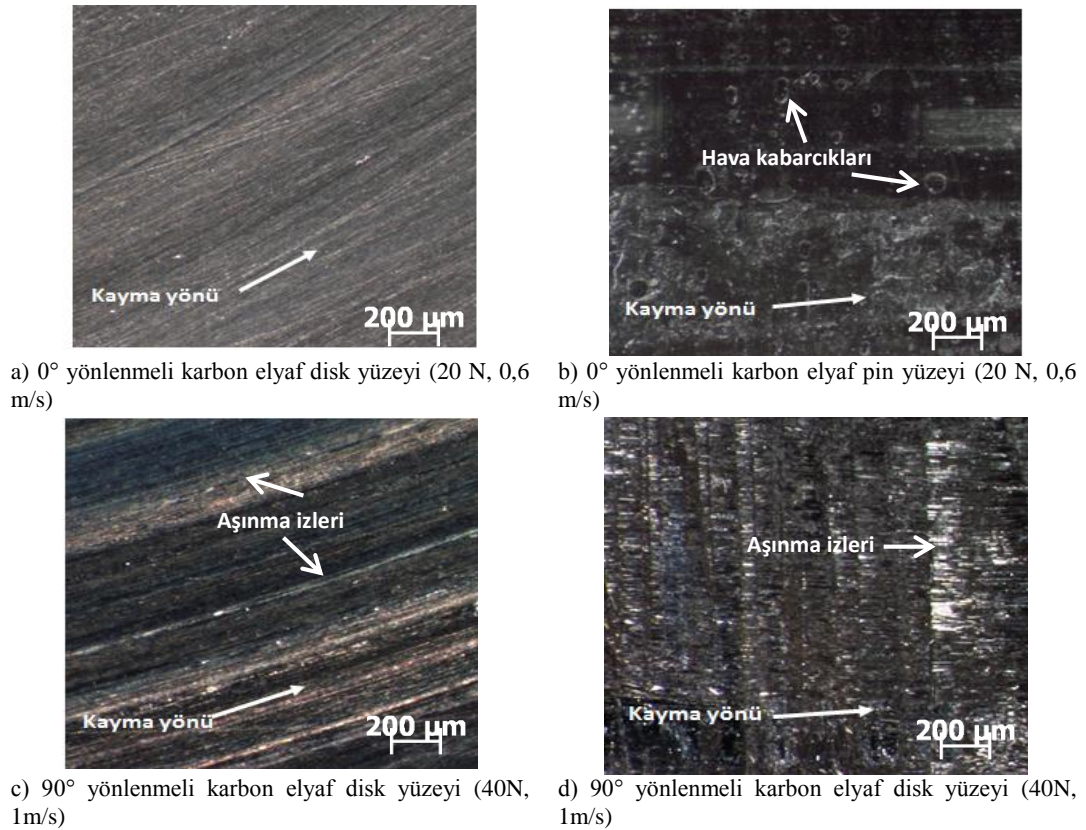 Kayma yönü
200 µm
Hava kabarcıkları
Kayma yönü
200 µm
a) 0° yönlenmeli karbon elyaf disk yüzeyi (20 N, 0,6
m/s)
b) 0° yönlenmeli karbon elyaf pin yüzeyi (20 N, 0,6
m/s)
Aşınma izleri
Kayma yönü
200 µm
Aşınma izleri
Kayma yönü
200 µm
c) 90° yönlenmeli karbon elyaf disk yüzeyi (40N,
1m/s)
d) 90° yönlenmeli karbon elyaf disk yüzeyi (40N,
1m/s)